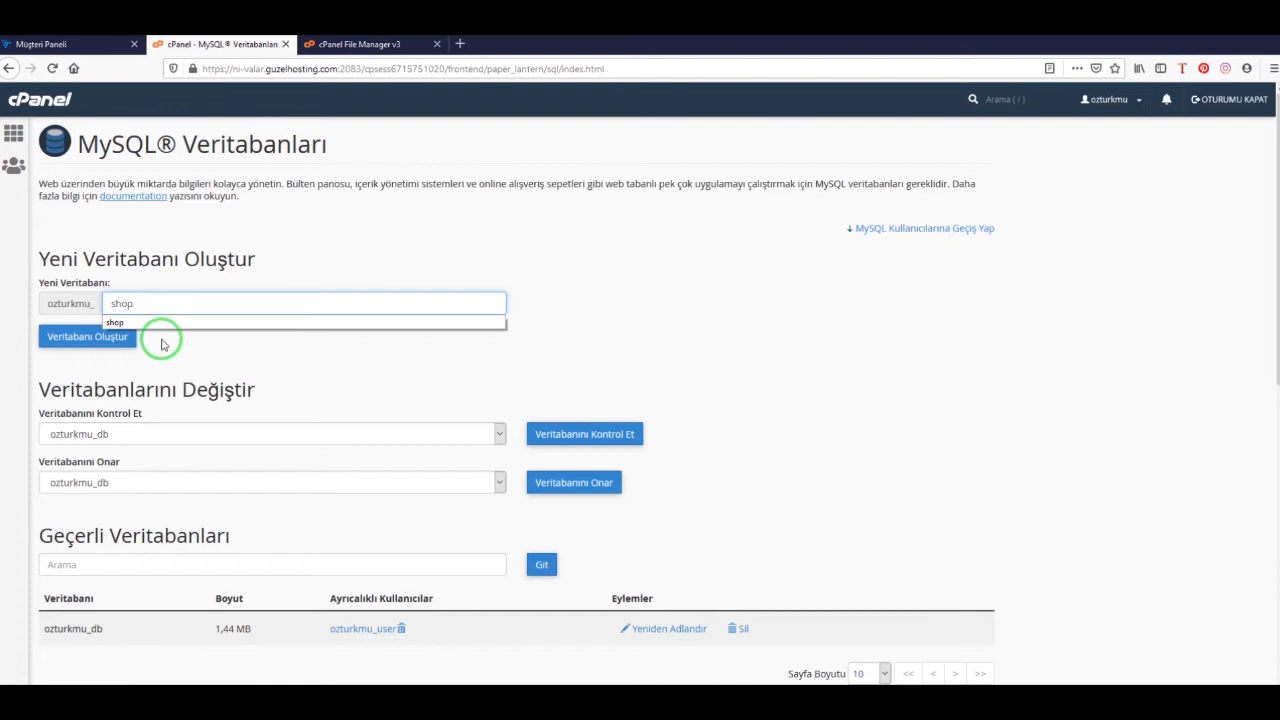 Müşteri Paneli
cPanel - MySQL® Veritabanları
cPanel File Manager v3
https://ni-valar.guzelhosting.com:2083/cpsess6715751020/frontend/paper_lantern/sql/index.html
cPanel
Arama ( / )
ozturkmu
OTURUMU KAPAT
MySQL® Veritabanları
Web üzerinden büyük miktarda bilgileri kolayca yönetin. Bülten panosu, içerik yönetimi sistemleri ve online alışveriş sepetleri gibi web tabanlı pek çok uygulamayı çalıştırmak için MySQL veritabanları gereklidir. Daha
fazla bilgi için documentation yazısını okuyun.
MySQL Kullanıcılarına Geçiş Yap
Yeni Veritabanı Oluştur
Yeni Veritabanı:
ozturkmu_ shop
shop
Veritabanı Oluştur
Veritabanlarını Değiştir
Veritabanını Kontrol Et
ozturkmu_db Veritabanını Kontrol Et
Veritabanını Onar
ozturkmu_db Veritabanını Onar
Geçerli Veritabanları
Arama Git
Veritabanı Boyut Ayrıcalıklı Kullanıcılar Eylemler
ozturkmu_db 1,44 MB ozturkmu_user Yeniden Adlandır Sil
Sayfa Boyutu 10 << < > >>